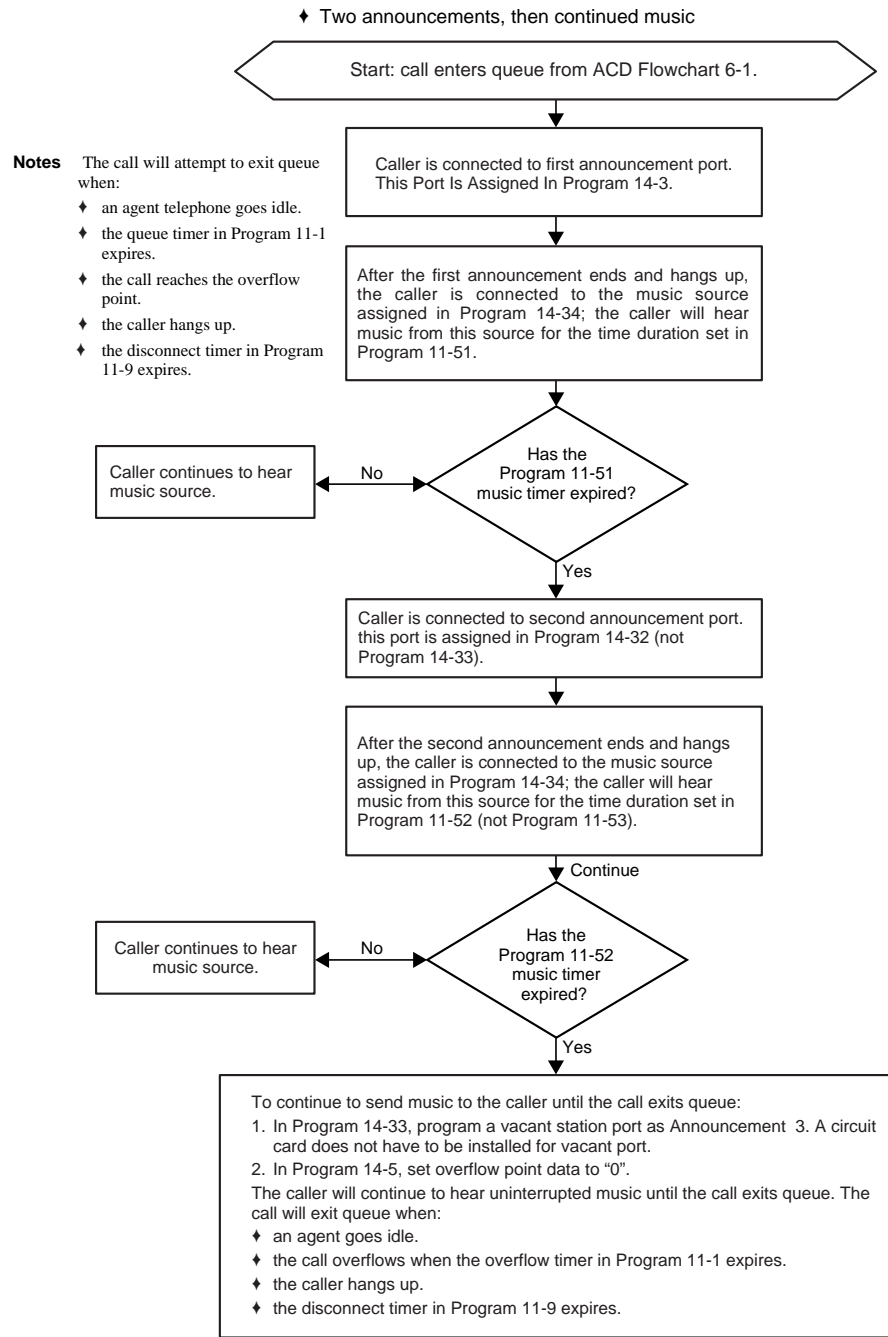 ♦ Two announcements, then continued music
Start: call enters queue from ACD Flowchart 6-1.
Notes The call will attempt to exit queue
when:
♦ an agent telephone goes idle.
♦ the queue timer in Program 11-1
expires.
♦ the call reaches the overflow
point.
♦ the caller hangs up.
♦ the disconnect timer in Program
11-9 expires.
Caller is connected to first announcement port.
This Port Is Assigned In Program 14-3.
After the first announcement ends and hangs up,
the caller is connected to the music source
assigned in Program 14-34; the caller will hear
music from this source for the time duration set in
Program 11-51.
Has the
Program 11-51
music timer expired?
No
Caller continues to hear
music source.
Yes
Caller is connected to second announcement port.
this port is assigned in Program 14-32 (not
Program 14-33).
After the second announcement ends and hangs
up, the caller is connected to the music source
assigned in Program 14-34; the caller will hear
music from this source for the time duration set in
Program 11-52 (not Program 11-53).
Continue
Has the
Program 11-52
music timer
expired?
No
Caller continues to hear
music source.
Yes
To continue to send music to the caller until the call exits queue:
1. In Program 14-33, program a vacant station port as Announcement 3. A circuit
card does not have to be installed for vacant port.
2. In Program 14-5, set overflow point data to “0”.
The caller will continue to hear uninterrupted music until the call exits queue. The
call will exit queue when:
♦ an agent goes idle.
♦ the call overflows when the overflow timer in Program 11-1 expires.
♦ the caller hangs up.
♦ the disconnect timer in Program 11-9 expires.